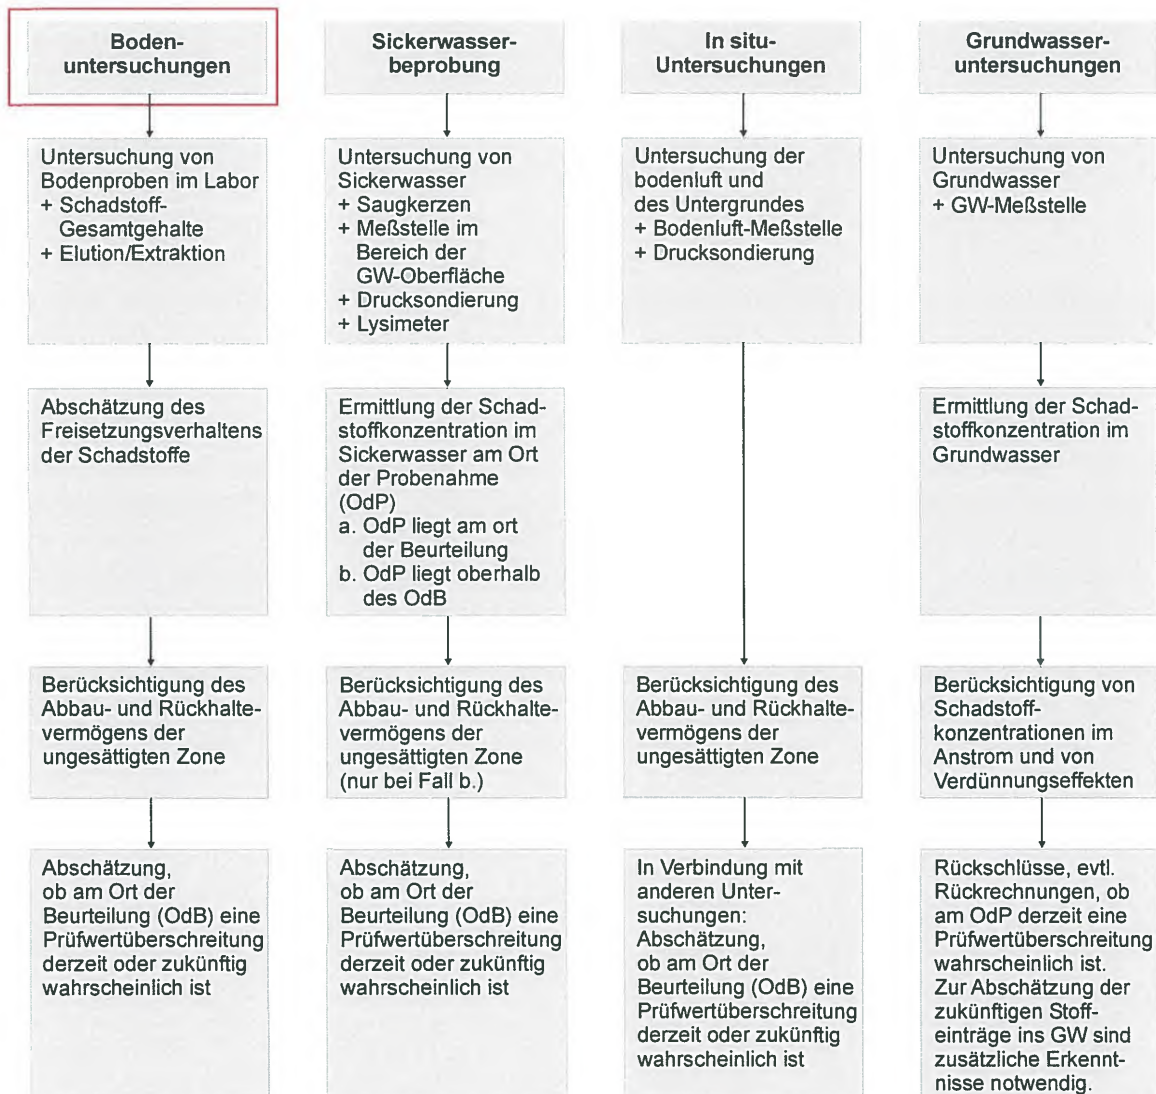 Boden-
untersuchungen
Untersuchung von
Bodenproben im Labor
+ Schadstoff-
Gesamtgehalte
+ Elution/Extraktion
Abschätzung des
Freisetzungsverhaltens
der Schadstoffe
Berücksichtigung des
Abbau- und Rückhalte-
vermögens der
ungesättigten Zone
Abschätzung,
ob am Ort der
Beurteilung (OdB) eine
Prüfwertüberschreitung
derzeit oder zukünftig
wahrscheinlich ist
Sickerwasser-
beprobung
Untersuchung von
Sickerwasser
+ Saugkerzen
+ Meßstelle im
Bereich der
GW-Oberfläche
+ Drucksondierung
+ Lysimeter
Ermittlung der Schad-
stoffkonzentration im
Sickerwasser am Ort
der Probenahme
(OdP)
a. OdP liegt am ort
der Beurteilung
b. OdP liegt oberhalb
des OdB
Berücksichtigung des
Abbau- und Rückhalte-
vermögens der
ungesättigten Zone
(nur bei Fall b.)
Abschätzung,
ob am Ort der
Beurteilung (OdB) eine
Prüfwertüberschreitung
derzeit oder zukünftig
wahrscheinlich ist
In situ-
Untersuchungen
Untersuchung der
bodenluft und
des Untergrundes
+ Bodenluft-Meßstelle
+ Drucksondierung
Berücksichtigung des
Abbau- und Rückhalte-
vermögens der
ungesättigten Zone
In Verbindung mit
anderen Unter-
suchungen:
Abschätzung,
ob am Ort der
Beurteilung (OdB) eine
Prüfwertüberschreitung
derzeit oder zukünftig
wahrscheinlich ist
Grundwasser-
untersuchungen
Untersuchung von
Grundwasser
+ GW-Meßstelle
Ermittlung der Schad-
stoffkonzentration im
Grundwasser
Berücksichtigung von
Schadstoff-
konzentrationen im
Anstrom und von
Verdünnungseffekten
Rückschlüsse, evtl.
Rückrechnungen, ob
am OdP derzeit eine
Prüfwertüberschreitung
wahrscheinlich ist.
Zur Abschätzung der
zukünftigen Stoff-
einträge ins GW sind
zusätzliche Erkennt-
nisse notwendig.